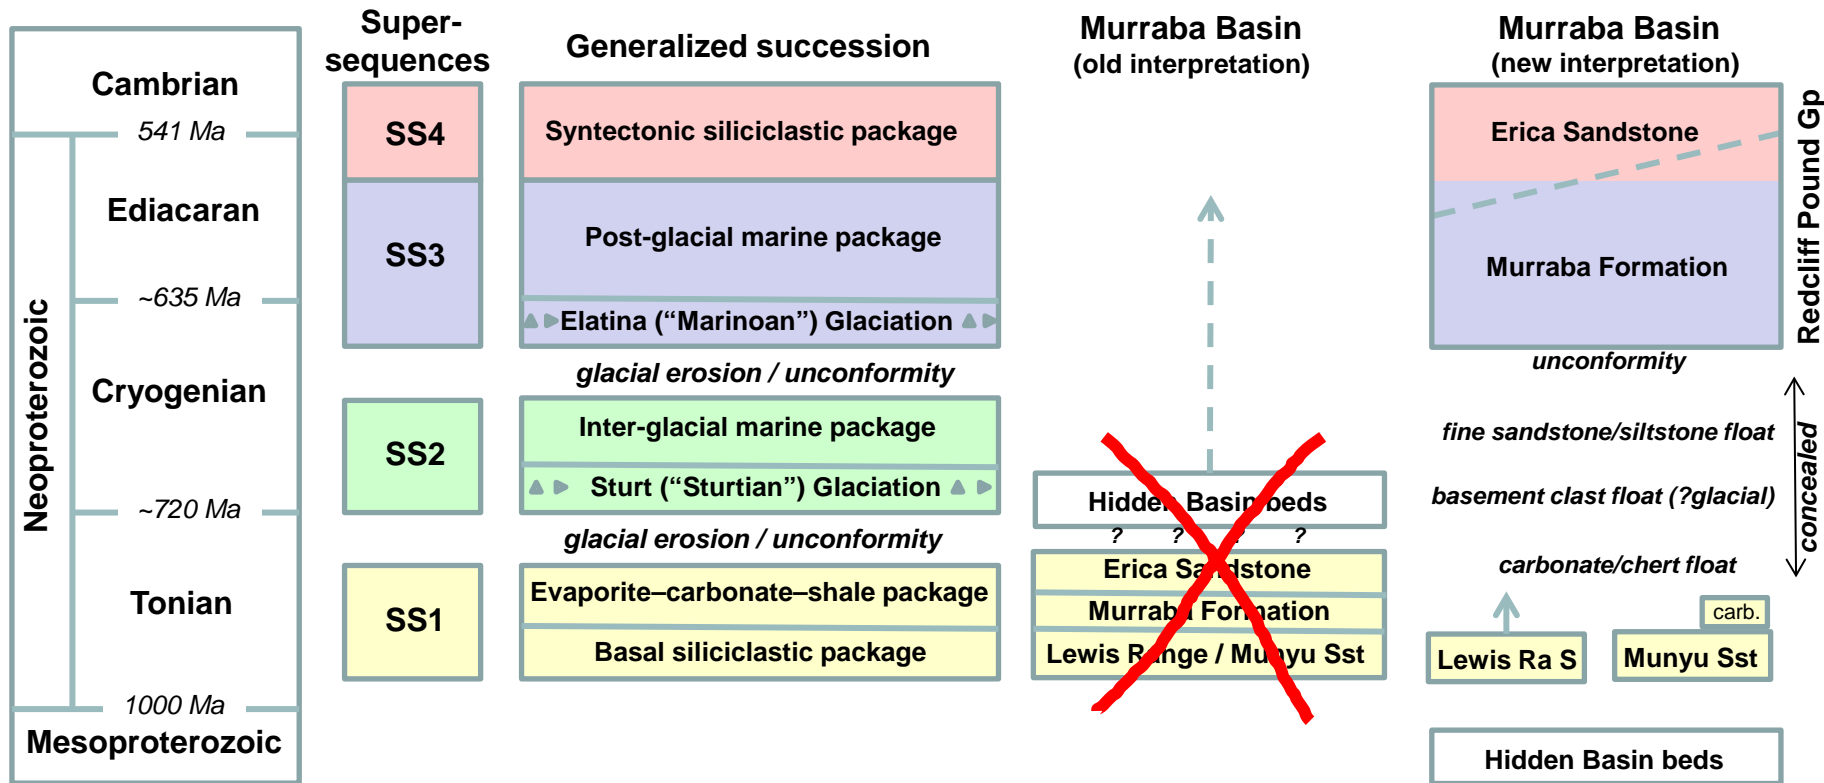 Cambrian
541 Ma
Ediacaran
~635 Ma
Cryogenian
~720 Ma
Tonian
1000 Ma
Mesoproterozoic
Neoproterozoic
Super-
sequences
SS4
SS3
SS2
SS1
Generalized succession
Syntectonic siliciclastic package
Post-glacial marine package
Elatina (“Marinoan”) Glaciation
glacial erosion / unconformity
Inter-glacial marine package
Sturt (“Sturtian”) Glaciation
glacial erosion / unconformity
Evaporite–carbonate–shale package
Basal siliciclastic package
Murraba Basin
(old interpretation)
Hidden Basin beds
? ? ? ?
Erica Sandstone
Murraba Formation
Lewis Range / Munyu Sst
Murraba Basin
(new interpretation)
Erica Sandstone
Murraba Formation
Redcliff Pound Gp
unconformity
fine sandstone/siltstone float
basement clast float (?glacial)
carbonate/chert float
concealed
carb.
Lewis Ra S
Munyu Sst
Hidden Basin beds